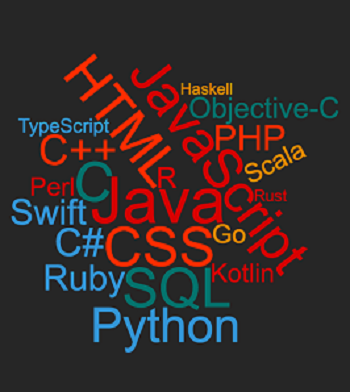 HTML
JavaScript
Haskell
Objective-C
TypeScript
PHP
C++
Scala
Perl
C
R
Java
Rust
Swift
C#
CSS
Go
Ruby
SQL
Kotlin
Python